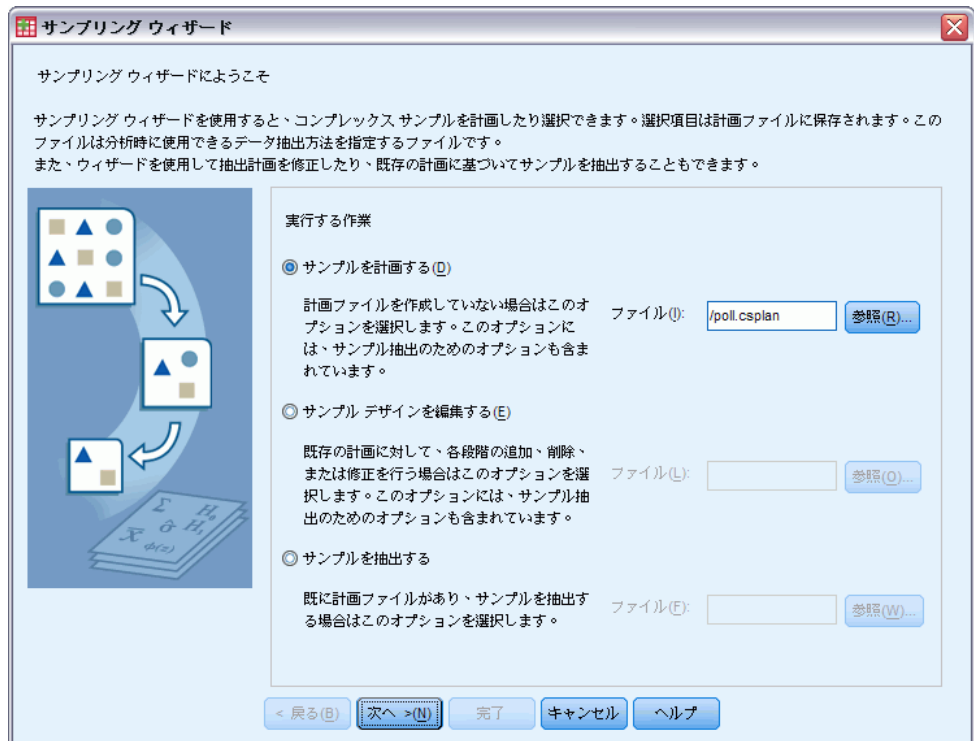 サンプリング ウィザード
サンプリング ウィザードにようこそ
サンプリング ウィザードを使用すると、コンプレックス サンプルを計画したり選択できます。選択項目は計画ファイルに保存されます。この
ファイルは分析時に使用できるデータ抽出方法を指定するファイルです。
また、ウィザードを使用して抽出計画を修正したり、既存の計画に基づいてサンプルを抽出することもできます。
実行する作業
サンプルを計画する(D)
計画ファイルを作成していない場合はこのオ
プションを選択します。このオプションに
は、サンプル抽出のためのオプションも含ま
れています。
ファイル(I):
/poll.csplan
参照(R)...
サンプル デザインを編集する(E)
既存の計画に対して、各段階の追加、削除、
または修正を行う場合はこのオプションを選
択します。このオプションには、サンプル抽
出のためのオプションも含まれています。
ファイル(L):
参照(O)...
サンプルを抽出する
既に計画ファイルがあり、サンプルを抽出す
る場合はこのオプションを選択します。
ファイル(F):
参照(W)...
Σ H₀
X̄ σ̂ H₁
φ(z)
< 戻る(B)
次へ >(N)
完了
キャンセル
ヘルプ